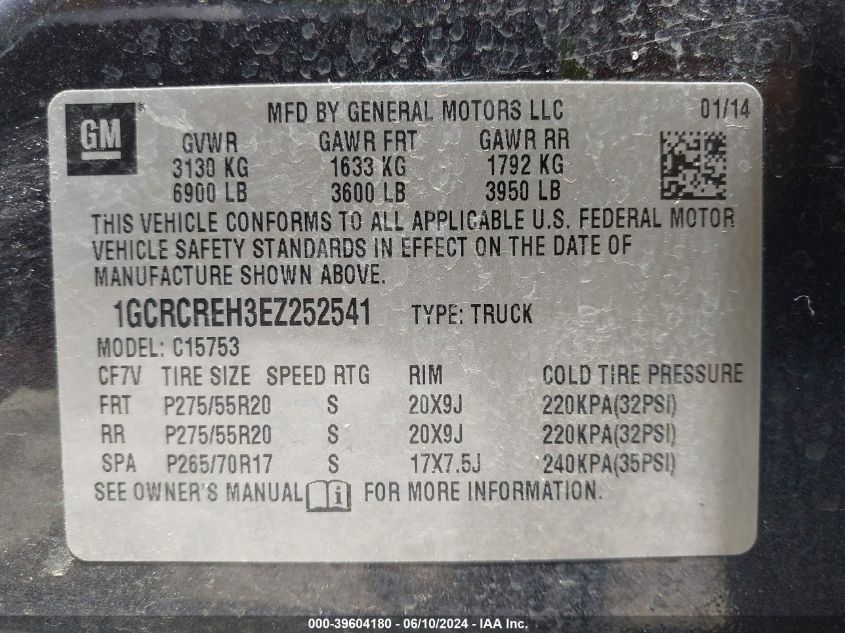 GM® MFD BY GENERAL MOTORS LLC 01/14
GVWR GAWR FRT GAWR RR
3130 KG 1633 KG 1792 KG
6900 LB 3600 LB 3950 LB
THIS VEHICLE CONFORMS TO ALL APPLICABLE U.S. FEDERAL MOTOR
VEHICLE SAFETY STANDARDS IN EFFECT ON THE DATE OF
MANUFACTURE SHOWN ABOVE.
1GCRCREH3EZ252541 TYPE: TRUCK
MODEL: C15753
CF7V TIRE SIZE SPEED RTG RIM COLD TIRE PRESSURE
FRT P275/55R20 S 20X9J 220KPA(32PSI)
RR P275/55R20 S 20X9J 220KPA(32PSI)
SPA P265/70R17 S 17X7.5J 240KPA(35PSI)
SEE OWNER'S MANUAL i FOR MORE INFORMATION.
000-39604180 - 06/10/2024 - IAA Inc.